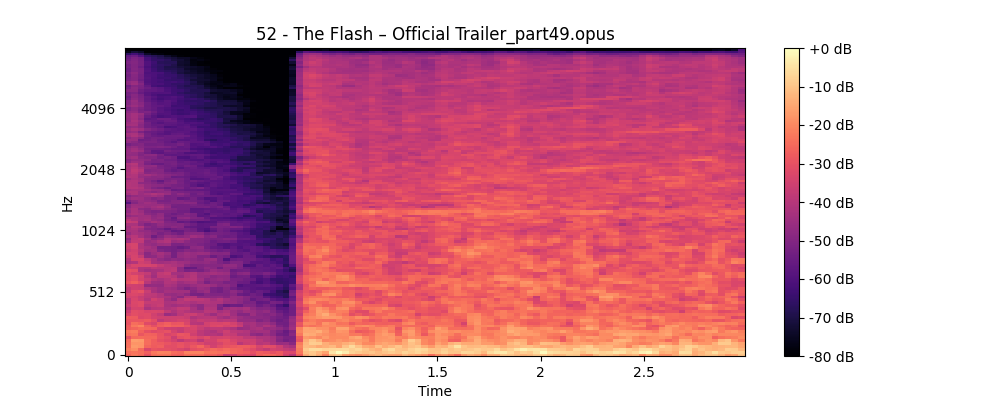 52 - The Flash – Official Trailer_part49.opus
Hz
4096
2048
1024
512
0
0 0.5 1 1.5 2 2.5
Time
+0 dB
-10 dB
-20 dB
-30 dB
-40 dB
-50 dB
-60 dB
-70 dB
-80 dB